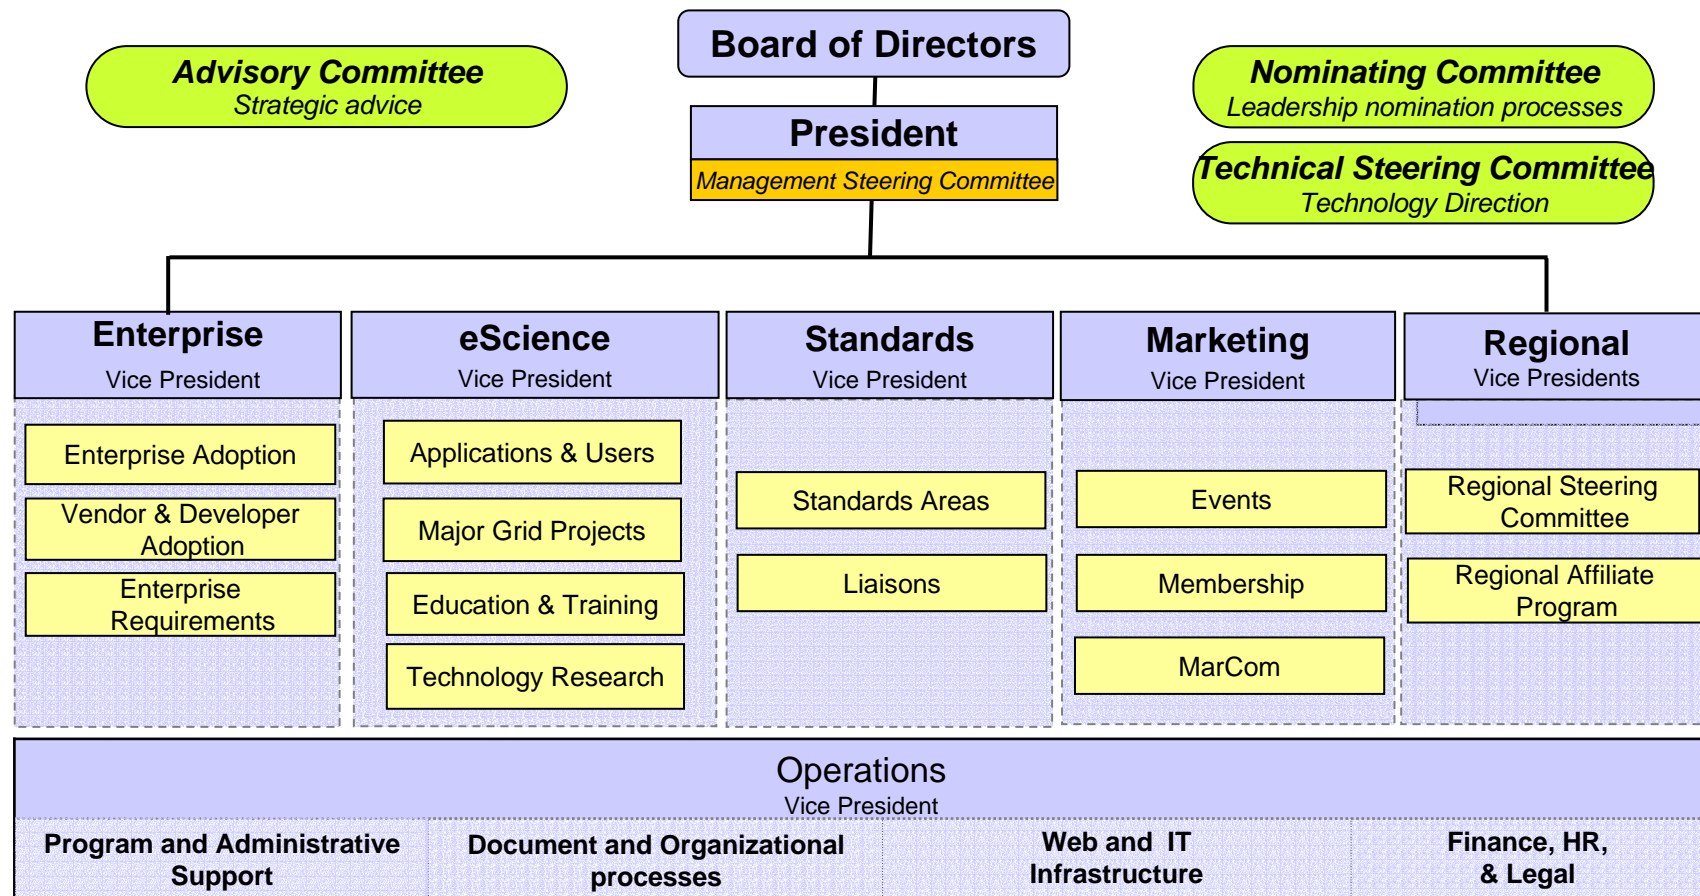 Board of Directors
Advisory Committee
Strategic advice
Nominating Committee
Leadership nomination processes
President
Management Steering Committee
Technical Steering Committee
Technology Direction
Enterprise
Vice President
eScience
Vice President
Standards
Vice President
Marketing
Vice President
Regional
Vice Presidents
Enterprise Adoption
Vendor & Developer
Adoption
Enterprise
Requirements
Applications & Users
Major Grid Projects
Education & Training
Technology Research
Standards Areas
Liaisons
Events
Membership
MarCom
Regional Steering
Committee
Regional Affiliate
Program
Operations
Vice President
Program and Administrative
Support
Document and Organizational
processes
Web and IT
Infrastructure
Finance, HR,
& Legal